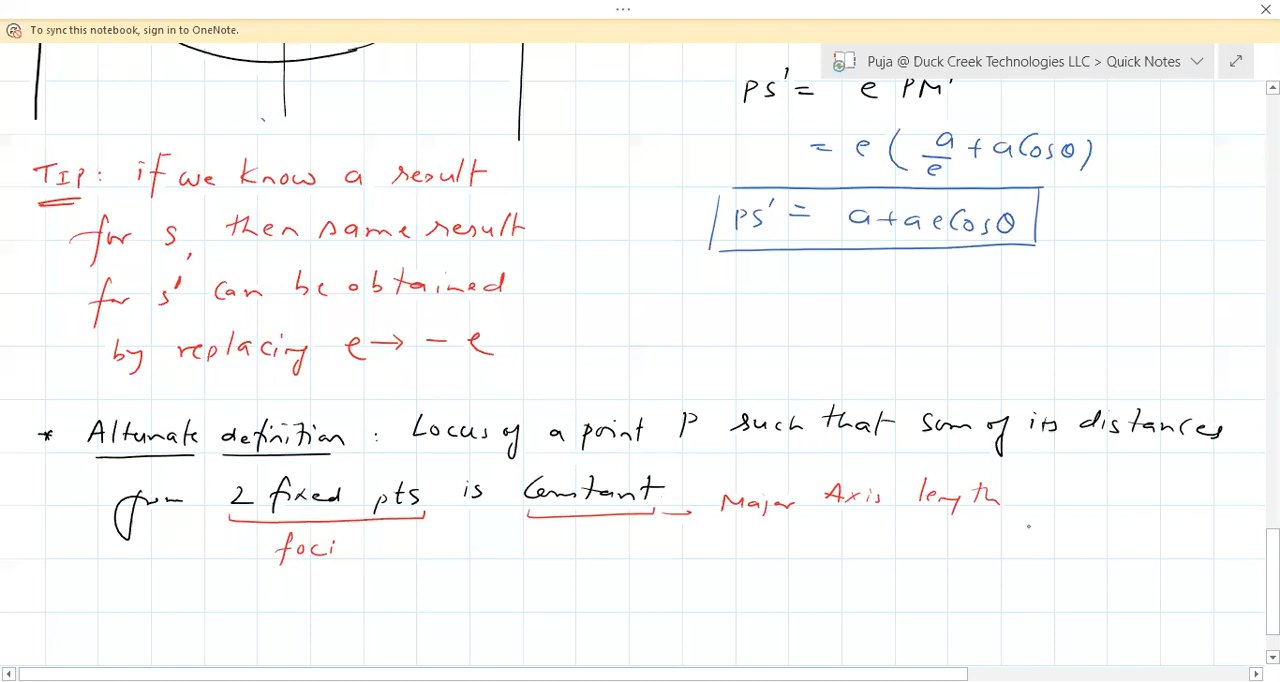 To sync this notebook, sign in to OneNote.
Puja @ Duck Creek Technologies LLC > Quick Notes
PS' = e PM'
= e ( a/e + a Cos θ )
PS' = a + a e Cos θ
TIP: if we know a result
for s, then same result
for s' can be obtained
by replacing e → - e
* Alternate definition : Locus of a point P such that sum of its distances
from 2 fixed pts is Constant → Major Axis length
foci